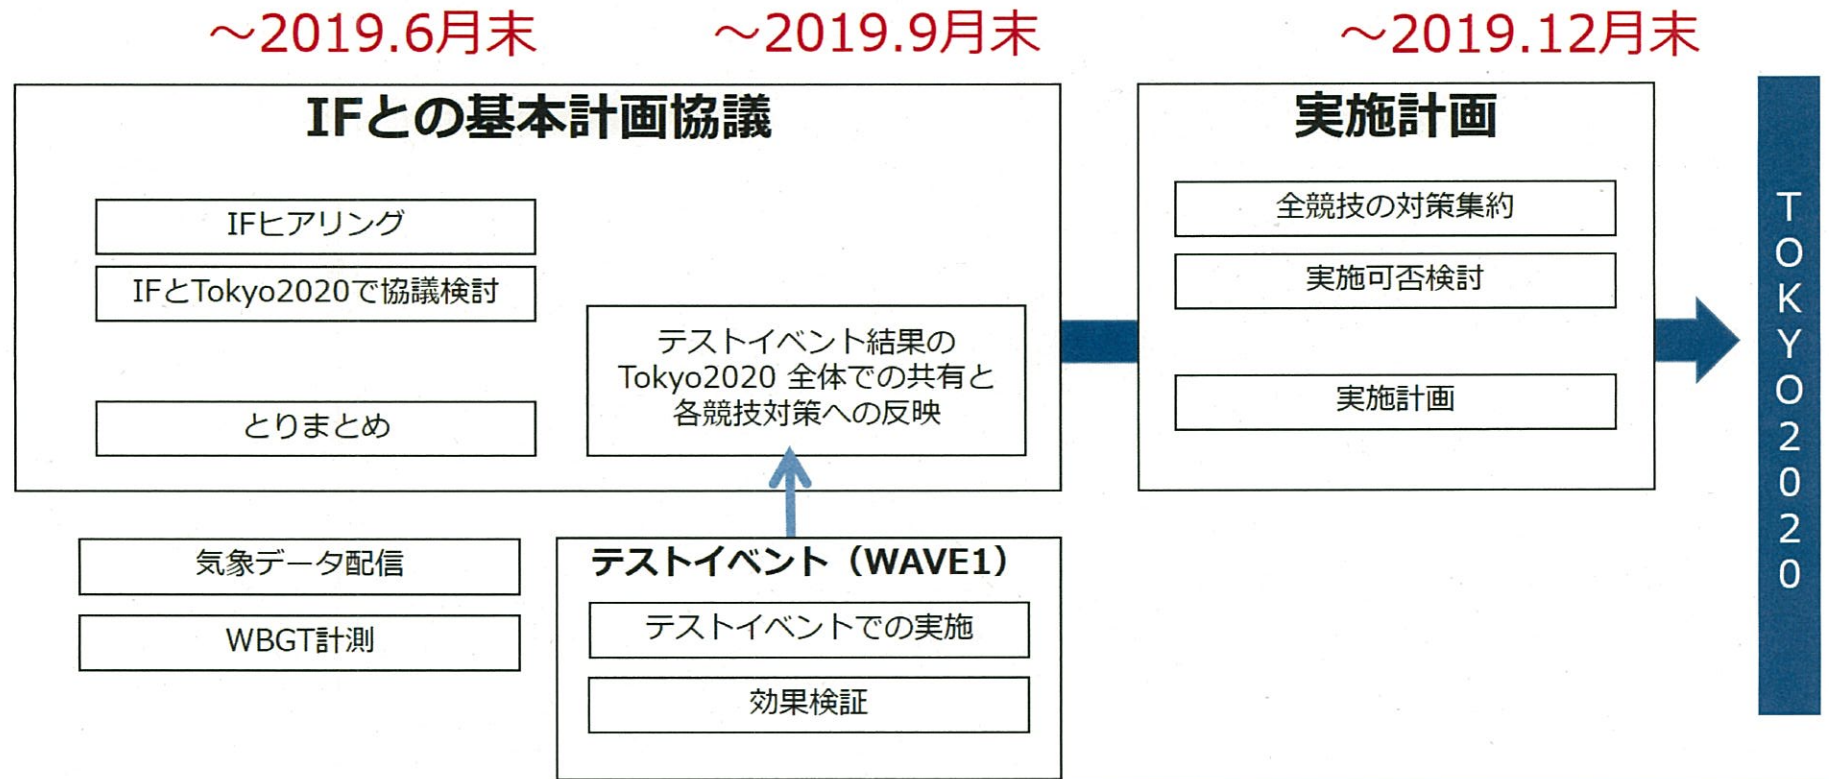 ～2019.6月末
～2019.9月末
～2019.12月末
IFとの基本計画協議
IFヒアリング
IFとTokyo2020で協議検討
とりまとめ
テストイベント結果の
Tokyo2020 全体での共有と
各競技対策への反映
実施計画
全競技の対策集約
実施可否検討
実施計画
TOKYO2020
気象データ配信
WBGT計測
テストイベント（WAVE1）
テストイベントでの実施
効果検証